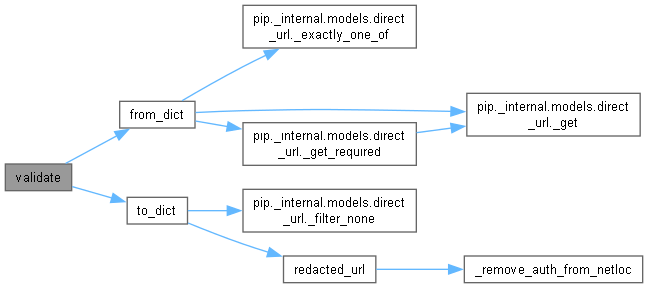 pip._internal.models.direct
_url._exactly_one_of
from_dict
pip._internal.models.direct
_url._get
pip._internal.models.direct
_url._get_required
validate
to_dict
pip._internal.models.direct
_url._filter_none
redacted_url
_remove_auth_from_netloc